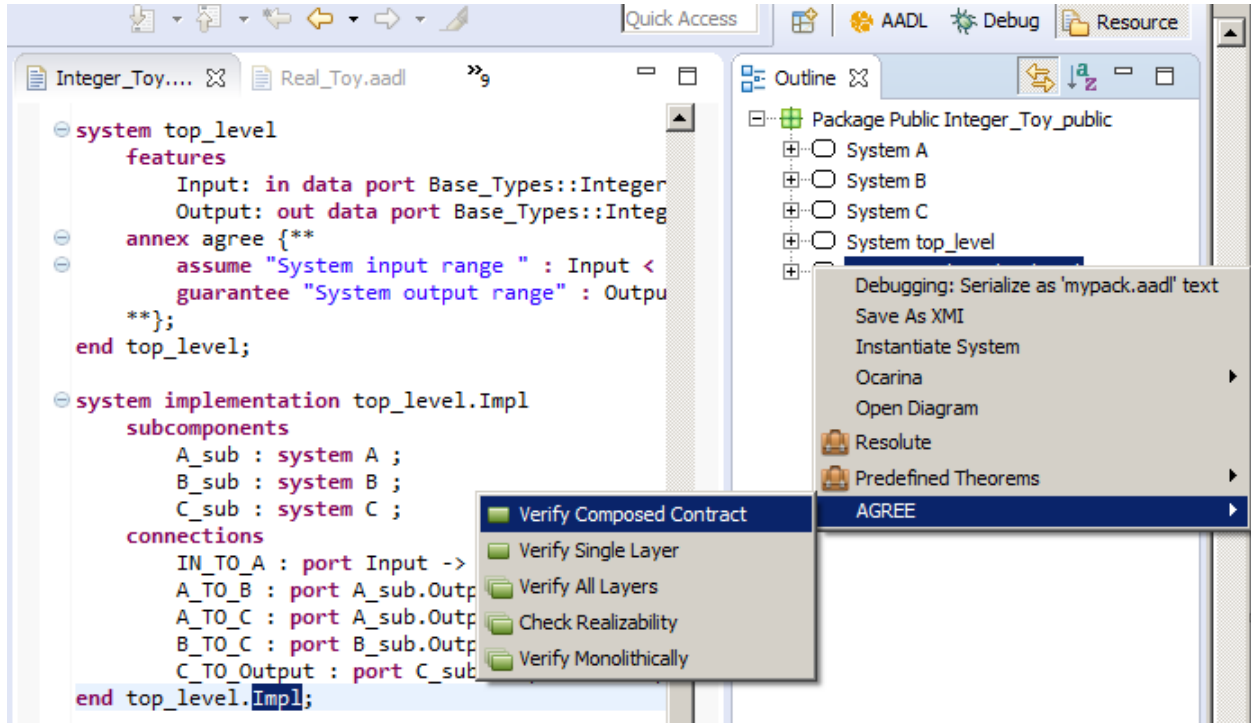 Quick Access
AADL
Debug
Resource
Integer_Toy....
Real_Toy.aadl
»9
system top_level
features
Input: in data port Base_Types::Integer
Output: out data port Base_Types::Integ
annex agree {**
assume "System input range " : Input <
guarantee "System output range" : Outpu
**};
end top_level;
system implementation top_level.Impl
subcomponents
A_sub : system A ;
B_sub : system B ;
C_sub : system C ;
connections
IN_TO_A : port Input ->
A_TO_B : port A_sub.Outp
A_TO_C : port A_sub.Outp
B_TO_C : port B_sub.Outp
C_TO_Output : port C_sub
end top_level.Impl;
Verify Composed Contract
Verify Single Layer
Verify All Layers
Check Realizability
Verify Monolithically
Outline
Package Public Integer_Toy_public
System A
System B
System C
System top_level
Debugging: Serialize as 'mypack.aadl' text
Save As XMI
Instantiate System
Ocarina
Open Diagram
Resolute
Predefined Theorems
AGREE